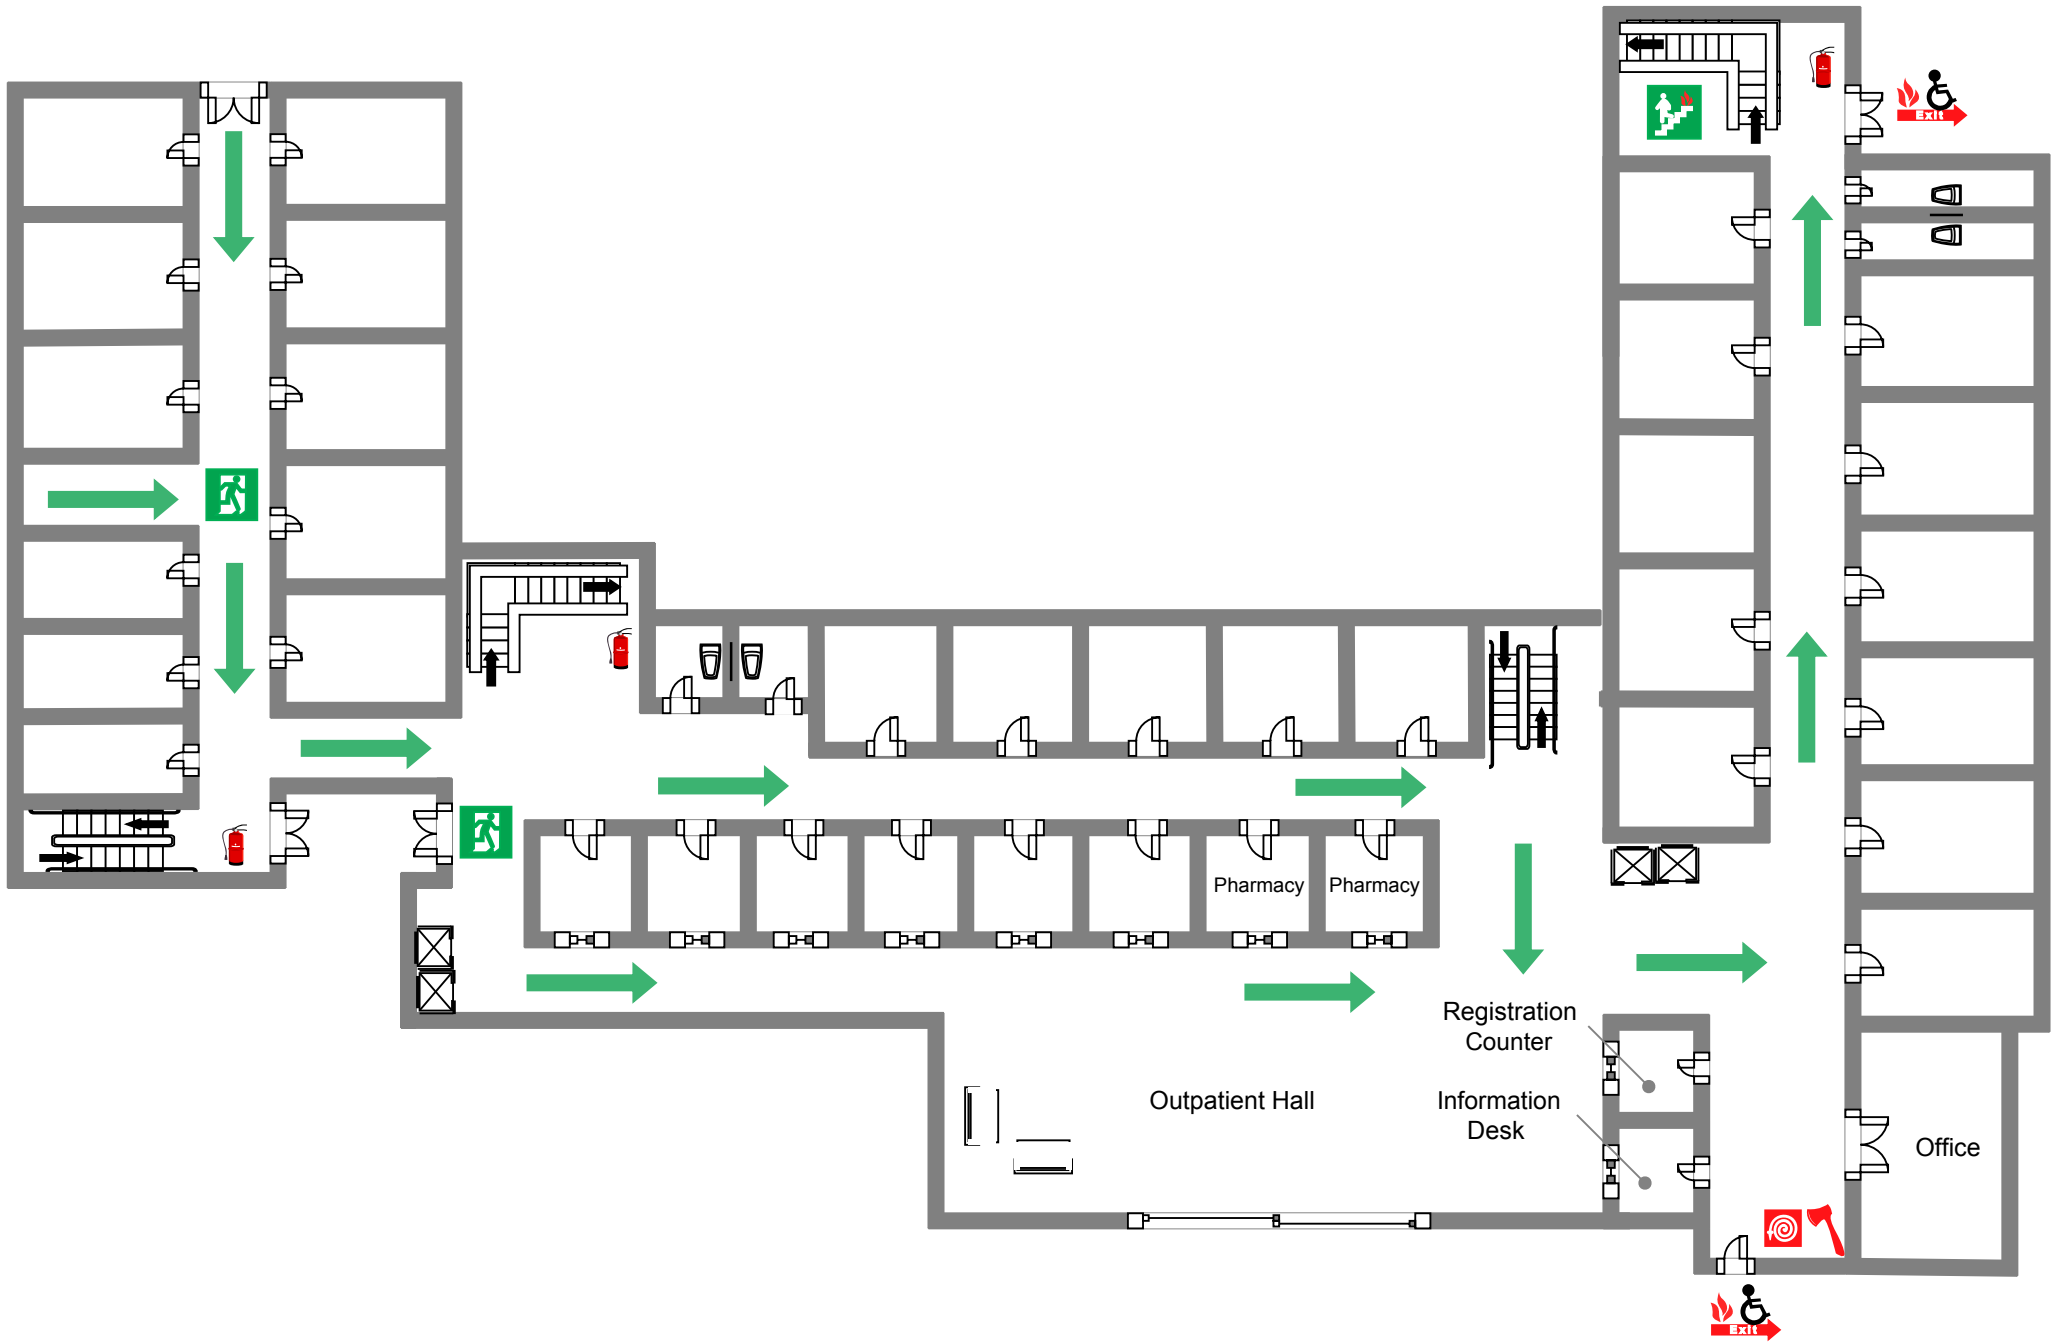 Exit
Pharmacy
Pharmacy
Registration
Counter
Outpatient Hall
Information
Desk
Office
Exit